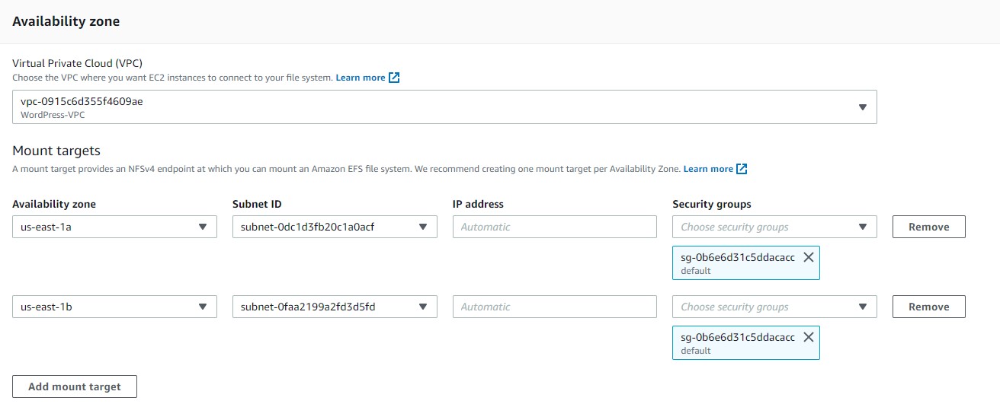 Availability zone
Virtual Private Cloud (VPC)
Choose the VPC where you want EC2 instances to connect to your file system. Learn more
vpc-0915c6d355f4609ae
WordPress-VPC
Mount targets
A mount target provides an NFSv4 endpoint at which you can mount an Amazon EFS file system. We recommend creating one mount target per Availability Zone. Learn more
Availability zone Subnet ID IP address Security groups
us-east-1a subnet-0dc1d3fb20c1a0acf Automatic Choose security groups Remove
sg-0b6e6d31c5ddacacc
default
us-east-1b subnet-0faa2199a2fd3d5fd Automatic Choose security groups Remove
sg-0b6e6d31c5ddacacc
default
Add mount target